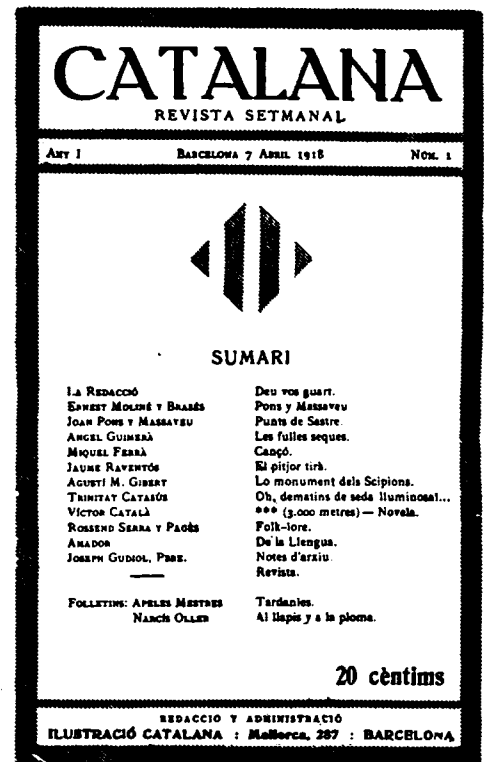 CATALANA
REVISTA SETMANAL
ANY I BARCELONA 7 ABRIL 1918 NÚM. 1
SUMARI
LA REDACCIÓ Deu vos guart.
ERNEST MOLINÉ Y BRASÉS Pons y Massaveu
JOAN PONS Y MASSAVEU Punts de Sastre.
ANGEL GUIMERÀ Les fulles seques.
MIQUEL FERRÀ Cançó.
JAUME RAVENTÓS El pitjor tirà.
AGUSTÍ M. GIBERT Lo monument dels Scipions.
TRINITAT CATASÚS Oh, dematins de seda lluminosa!...
VÍCTOR CATALÀ *** (3.000 metres) — Novela.
ROSSEND SERRA Y PAGÈS Folk-lore.
AMADOR De la Llengua.
JOSEPH GUDIOL, PBRE. Notes d'arxiu
Revista.
FOLLETINS: APELES MESTRES Tardanies.
NARCÍS OLLER Al llapis y a la ploma.
20 cèntims
REDACCIO Y ADMINISTRACIÓ
ILUSTRACIÓ CATALANA : Mallorca, 287 : BARCELONA